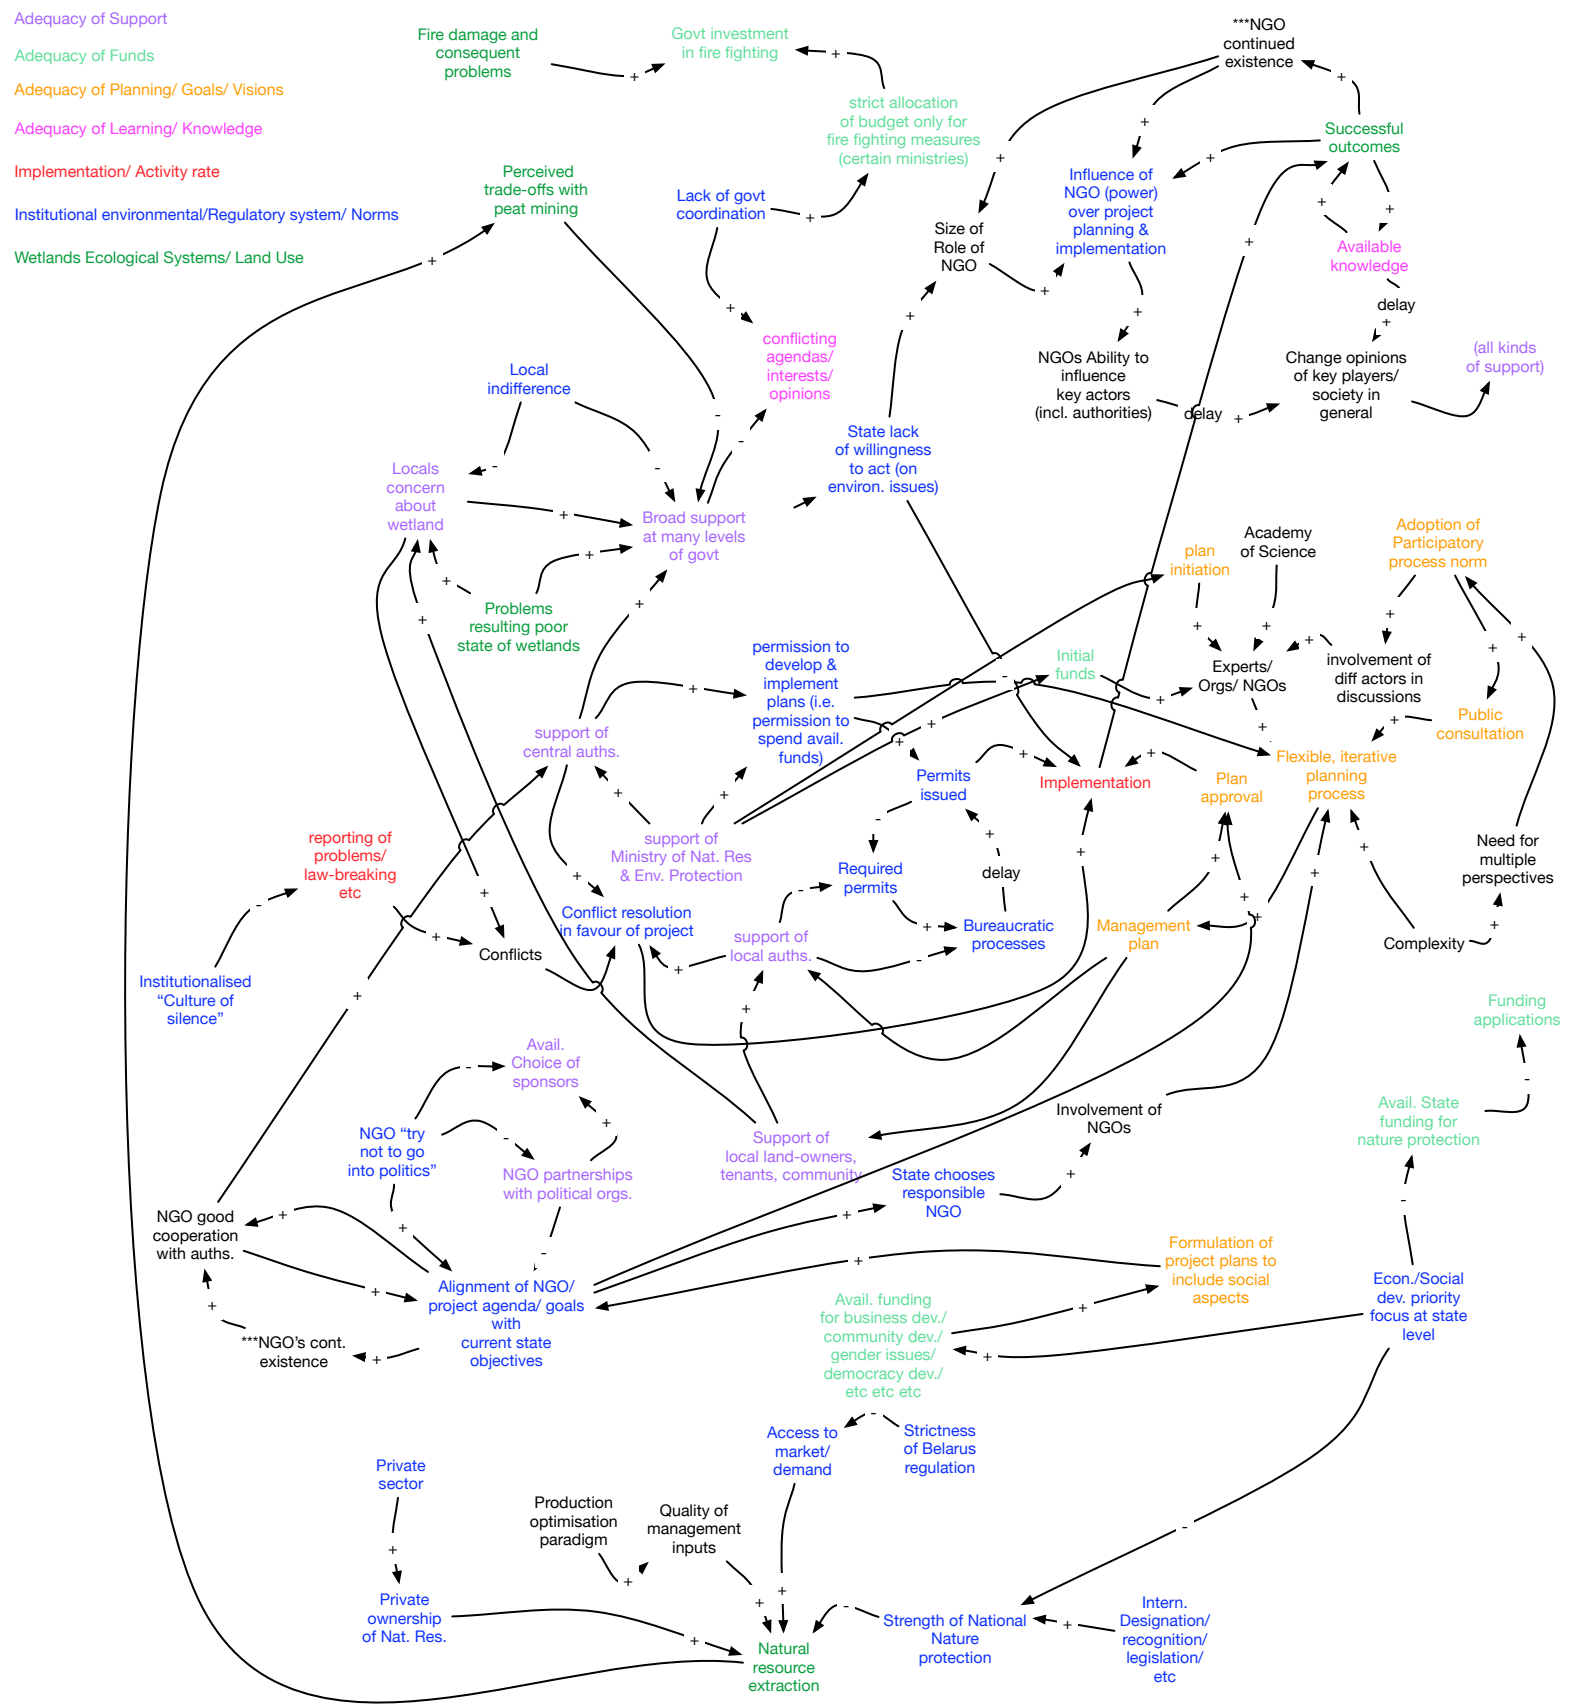 Adequacy of Support
Adequacy of Funds
Adequacy of Planning/ Goals/ Visions
Adequacy of Learning/ Knowledge
Implementation/ Activity rate
Institutional environmental/Regulatory system/ Norms
Wetlands Ecological Systems/ Land Use
Fire damage and
consequent
problems
+
Govt investment
in fire fighting
+
strict allocation
of budget only for
fire fighting measures
(certain ministries)
***NGO
continued
existence
+
Successful
outcomes
+
+
+
+
+
Perceived
trade-offs with
peat mining
+
-
Lack of govt
coordination
+
+
Influence of
NGO (power)
over project
planning &
implementation
+
Size of
Role of
NGO
+
+
+
Available
knowledge
delay
+
conflicting
agendas/
interests/
opinions
-
NGOs Ability to
influence
key actors
(incl. authorities)
delay
+
Change opinions
of key players/
society in
general
(all kinds
of support)
Local
indifference
-
-
State lack
of willingness
to act (on
environ. issues)
-
Locals
concern
about
wetland
+
+
+
Broad support
at many levels
of govt
+
+
Problems
resulting poor
state of wetlands
plan
initiation
+
Academy
of Science
+
Adoption of
Participatory
process norm
+
+
+
permission to
develop &
implement
plans (i.e.
permission to
spend avail.
funds)
+
+
Initial
funds
+
+
Experts/
Orgs/ NGOs
+
+
involvement of
diff actors in
discussions
Public
consultation
+
support of
central auths.
+
+
+
Permits
issued
+
-
Implementation
+
+
Plan
approval
+
+
Flexible, iterative
planning
process
+
+
+
support of
Ministry of Nat. Res
& Env. Protection
reporting of
problems/
law-breaking
etc
-
+
+
Required
permits
+
+
delay
Need for
multiple
perspectives
+
Conflict resolution
in favour of project
+
support of
local auths.
-
-
+
Bureaucratic
processes
Management
plan
Complexity
Conflicts
+
Institutionalised
“Culture of
silence”
Funding
applications
-
Avail.
Choice of
sponsors
-
+
NGO “try
not to go
into politics”
-
+
NGO partnerships
with political orgs.
-
Support of
local land-owners,
tenants, community
Involvement of
NGOs
+
State chooses
responsible
NGO
+
Avail. State
funding for
nature protection
-
NGO good
cooperation
with auths.
+
+
+
Alignment of NGO/
project agenda/ goals
with
current state
objectives
+
***NGO’s cont.
existence
+
Formulation of
project plans to
include social
aspects
+
Avail. funding
for business dev./
community dev./
gender issues/
democracy dev./
etc etc etc
+
Econ./Social
dev. priority
focus at state
level
-
Access to
market/
demand
-
Strictness
of Belarus
regulation
+
Private
sector
+
Production
optimisation
paradigm
+
Quality of
management
inputs
+
Private
ownership
of Nat. Res.
+
Natural
resource
extraction
-
Strength of National
Nature
protection
+
Intern.
Designation/
recognition/
legislation/
etc